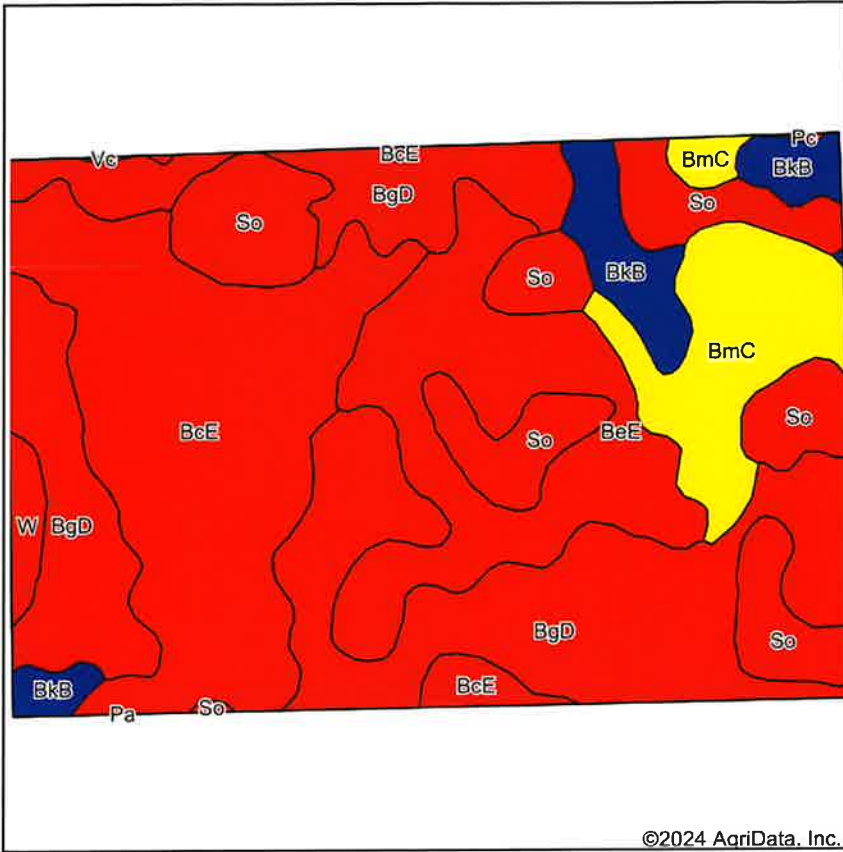 Pc
Vc
BcE
BmC
BkB
BgD
So
So
So
BkB
BmC
So
BcE
BeE
So
W
BgD
BgD
So
BkB
BcE
Pa
So
©2024 AgriData, Inc.